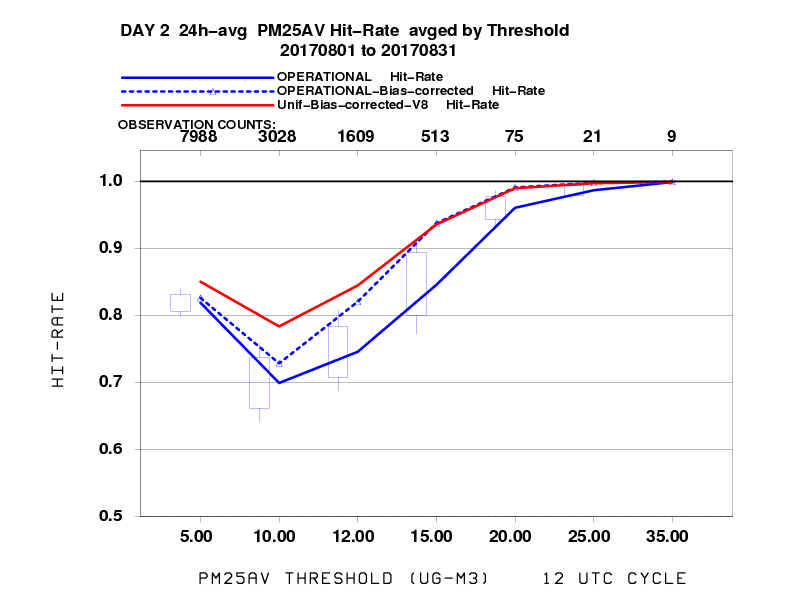 DAY 2 24h-avg PM25AV Hit-Rate avged by Threshold
20170801 to 20170831
OPERATIONAL Hit-Rate
OPERATIONAL-Bias-corrected Hit-Rate
Unif-Bias-corrected-V8 Hit-Rate
OBSERVATION COUNTS:
7988 3028 1609 513 75 21 9
1.0
0.9
0.8
0.7
0.6
0.5
HIT-RATE
5.00 10.00 12.00 15.00 20.00 25.00 35.00
PM25AV THRESHOLD (UG-M3) 12 UTC CYCLE